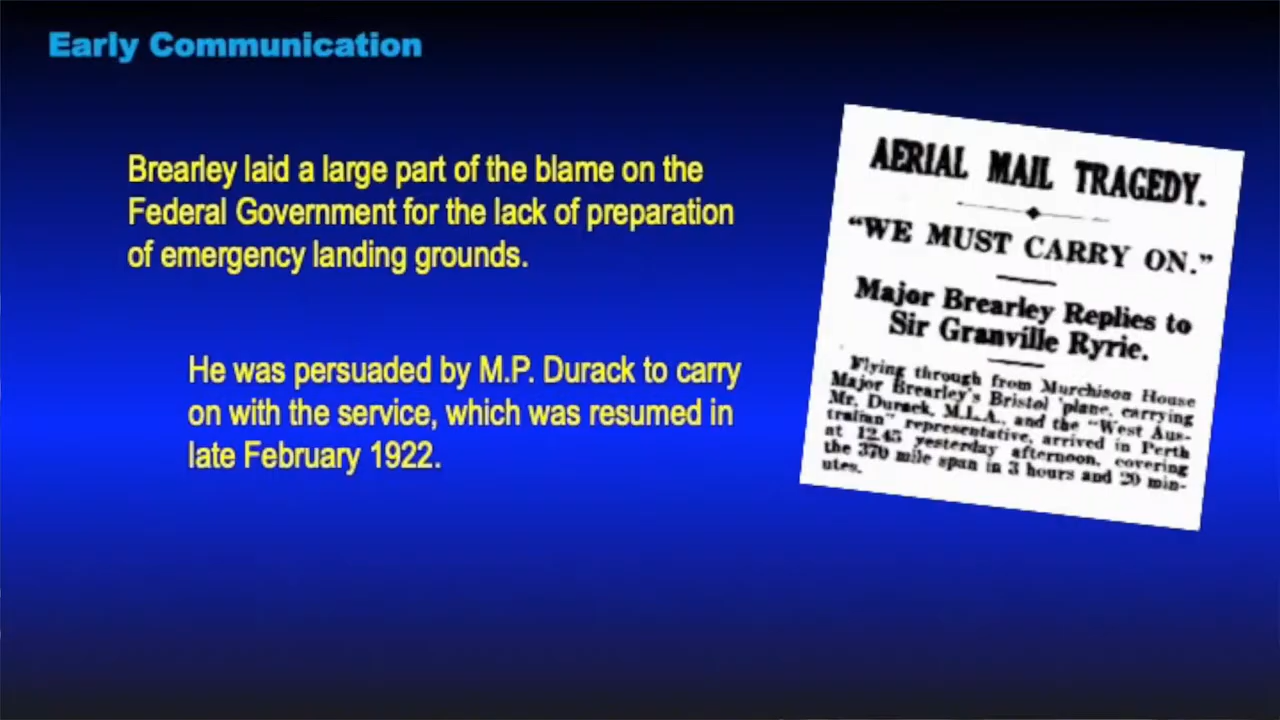 Early Communication
Brearley laid a large part of the blame on the
Federal Government for the lack of preparation
of emergency landing grounds.
He was persuaded by M.P. Durack to carry
on with the service, which was resumed in
late February 1922.
AERIAL MAIL TRAGEDY.
“WE MUST CARRY ON.”
Major Brearley Replies to
Sir Granville Ryrie.
Flying through from Murchison House
Major Brearley's Bristol 'plane, carrying
Mr. Durack, M.L.A., and the “West Aus-
tralian” representative, arrived in Perth
at 12.45 yesterday afternoon, covering
the 370 mile span in 3 hours and 20 min-
utes.